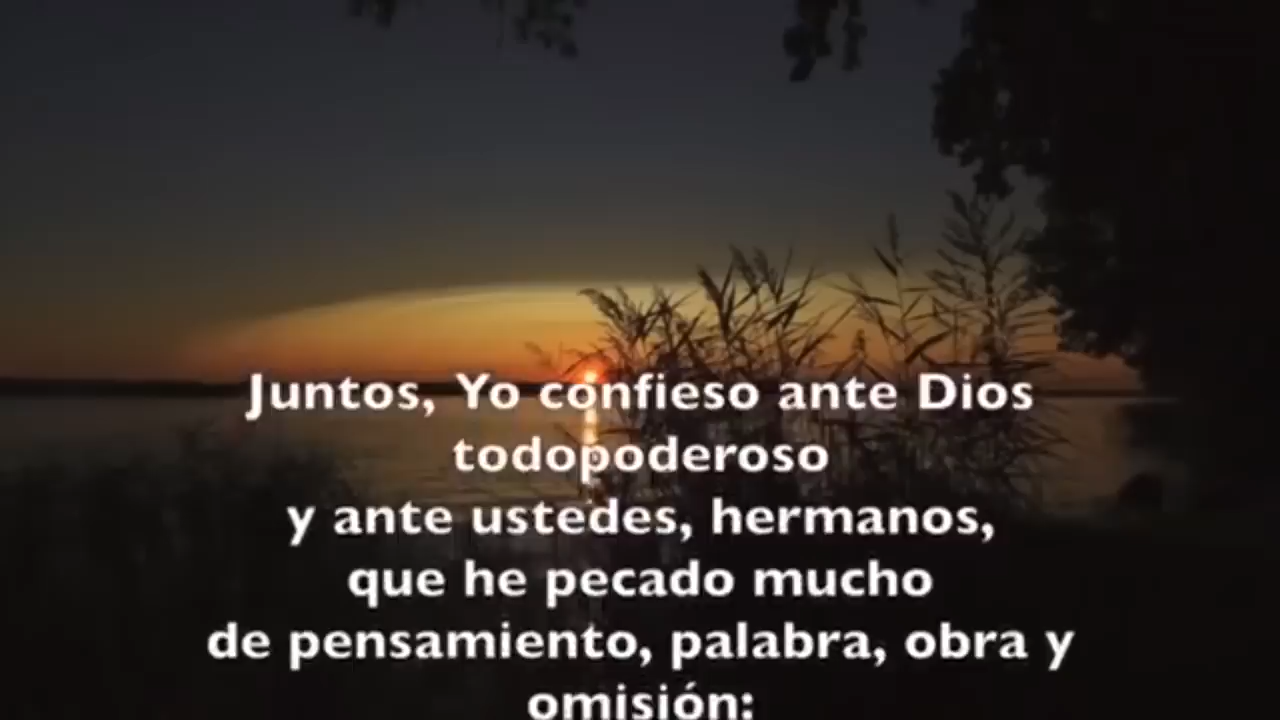 Juntos, Yo confieso ante Dios
todopoderoso
y ante ustedes, hermanos,
que he pecado mucho
de pensamiento, palabra, obra y
omisión: